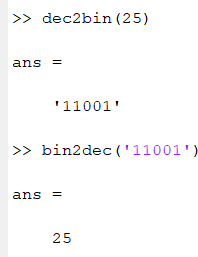 >> dec2bin(25)
ans =
'11001'
>> bin2dec('11001')
ans =
25